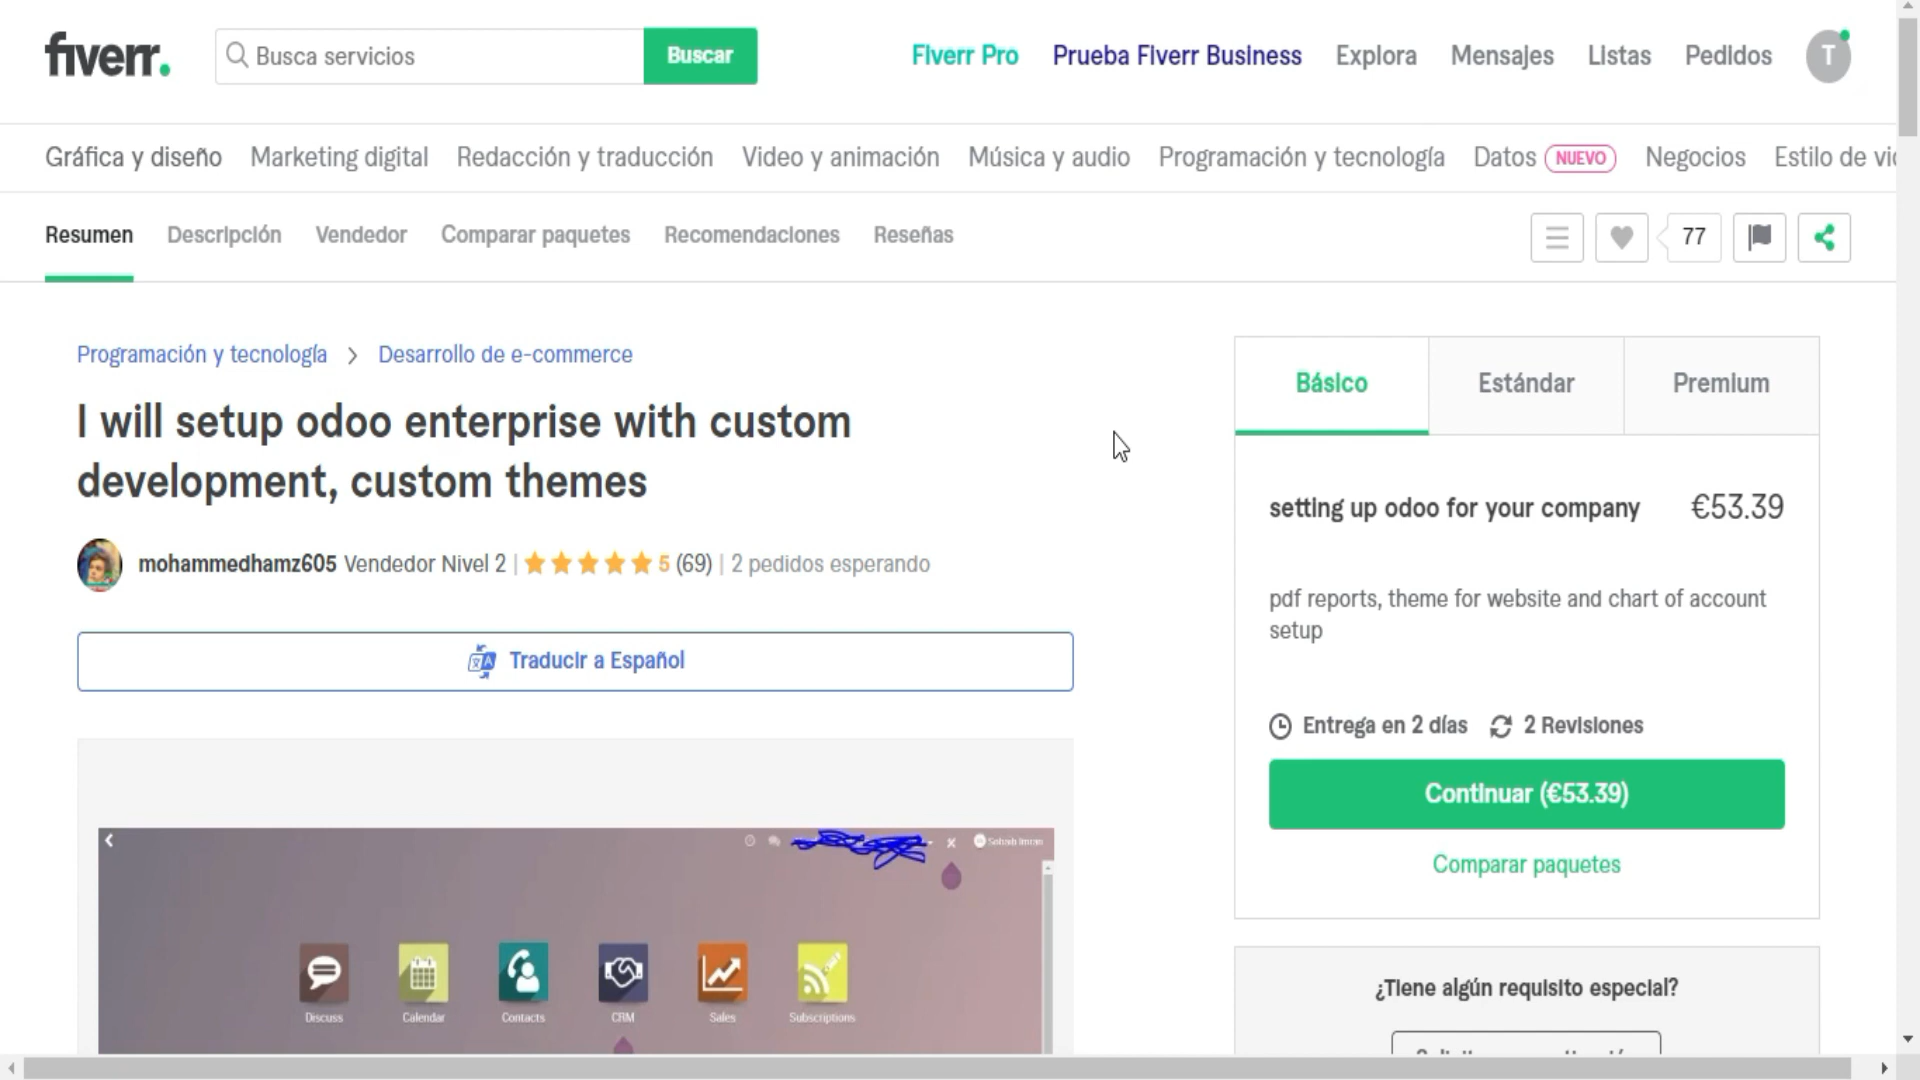 fiverr.
Busca servicios
Buscar
Fiverr Pro
Prueba Fiverr Business
Explora
Mensajes
Listas
Pedidos
T
Gráfica y diseño
Marketing digital
Redacción y traducción
Video y animación
Música y audio
Programación y tecnología
Datos NUEVO
Negocios
Estilo de
Resumen
Descripción
Vendedor
Comparar paquetes
Recomendaciones
Reseñas
77
Programación y tecnología > Desarrollo de e-commerce
I will setup odoo enterprise with custom
development, custom themes
mohammedhamz605 Vendedor Nivel 2 | 5 (69) | 2 pedidos esperando
Traducir a Español
Discuss
Calendar
Contacts
CRM
Sales
Subscriptions
Básico
Estándar
Premium
setting up odoo for your company €53.39
pdf reports, theme for website and chart of account
setup
Entrega en 2 días 2 Revisiones
Continuar (€53.39)
Comparar paquetes
¿Tiene algún requisito especial?